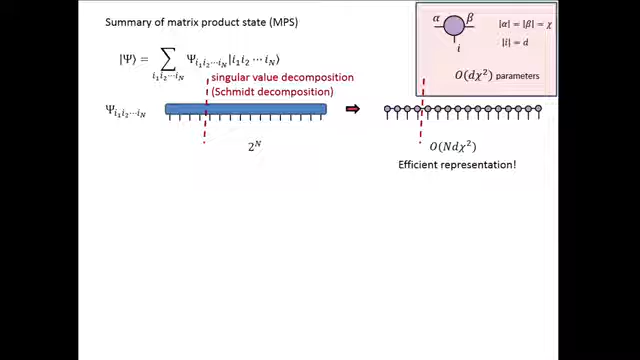 Summary of matrix product state (MPS)
α β
i
|α| = |β| = χ
|i| = d
O(dχ²) parameters
|Ψ⟩ = ∑ Ψ_{i₁i₂⋯i_N}|i₁i₂ ⋯ i_N⟩
i₁i₂⋯i_N
singular value decomposition
(Schmidt decomposition)
Ψ_{i₁i₂⋯i_N}
2^N
O(Ndχ²)
Efficient representation!